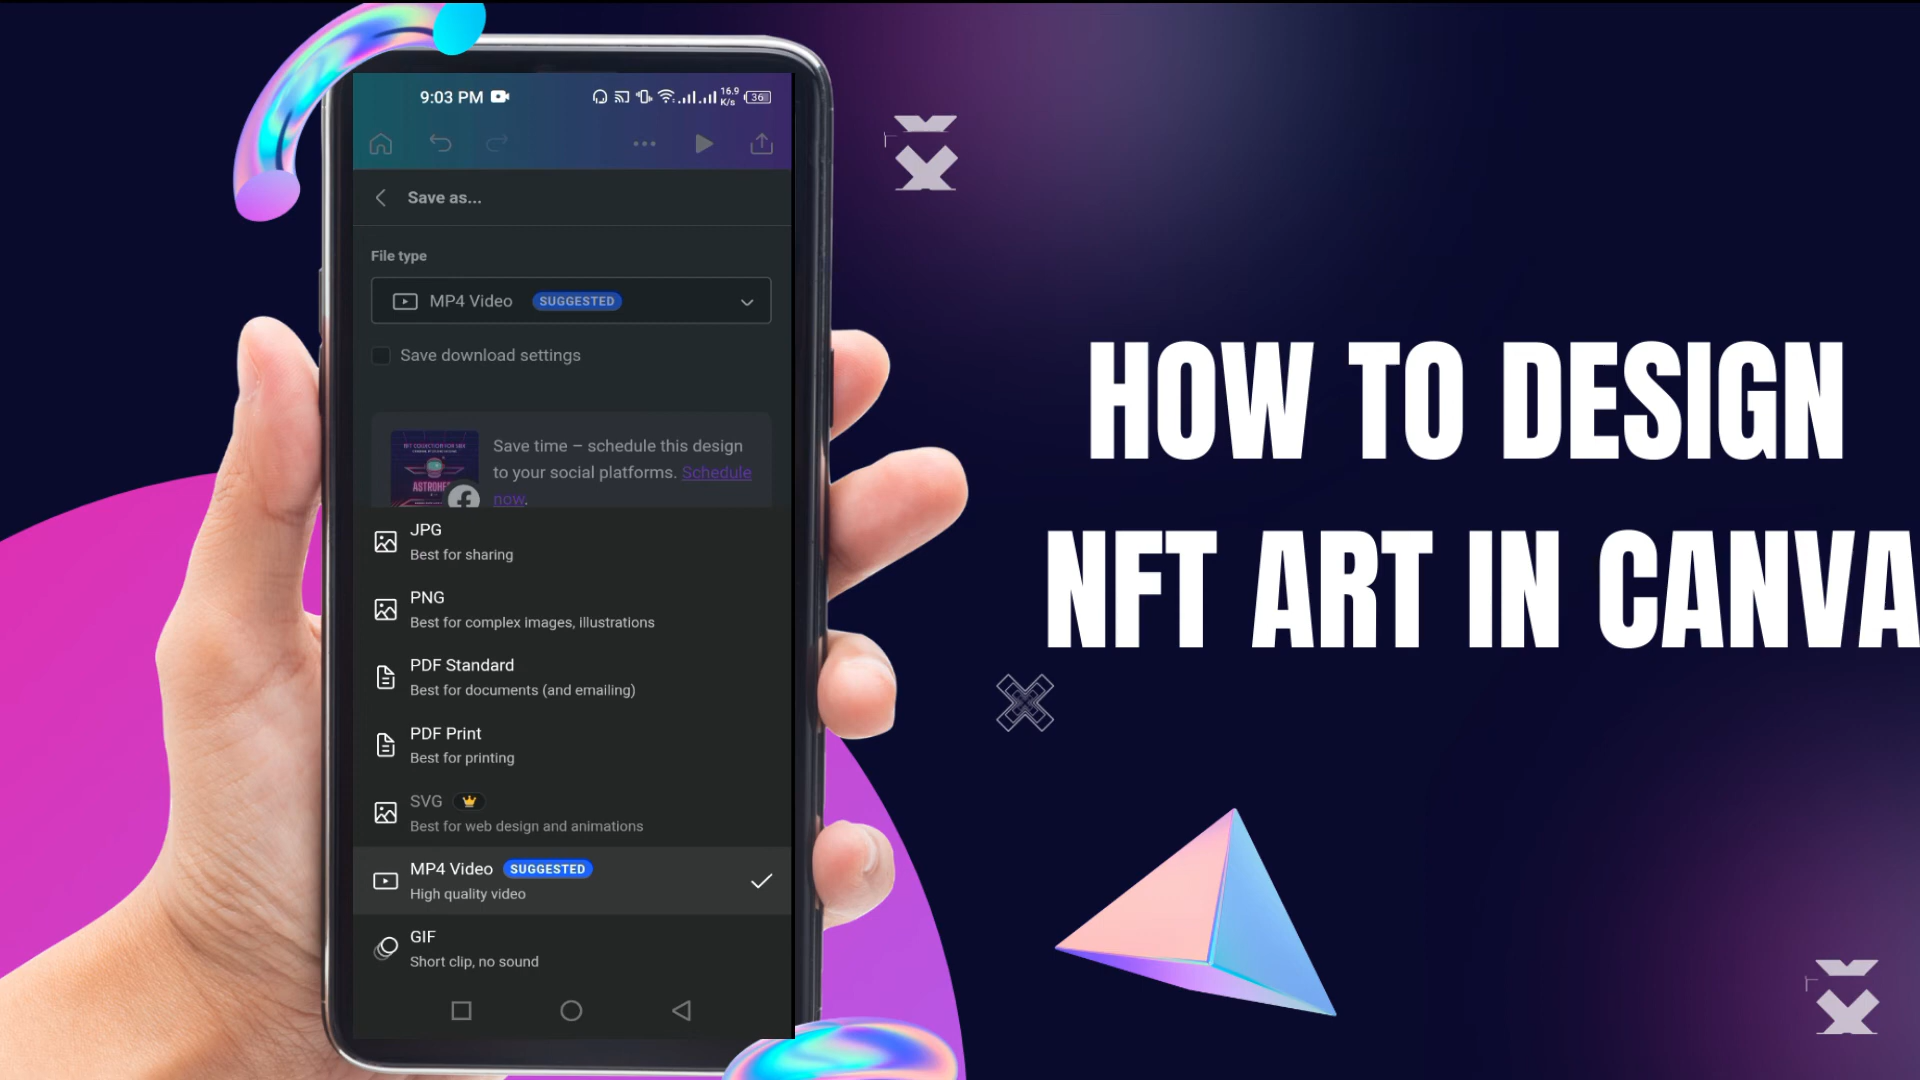 9:03 PM
16.9
K/s
36
Save as...
File type
MP4 Video SUGGESTED
Save download settings
Save time – schedule this design
to your social platforms. Schedule
now.
JPG
Best for sharing
PNG
Best for complex images, illustrations
PDF Standard
Best for documents (and emailing)
PDF Print
Best for printing
SVG
Best for web design and animations
MP4 Video SUGGESTED
High quality video
GIF
Short clip, no sound
HOW TO DESIGN
NFT ART IN CANVA